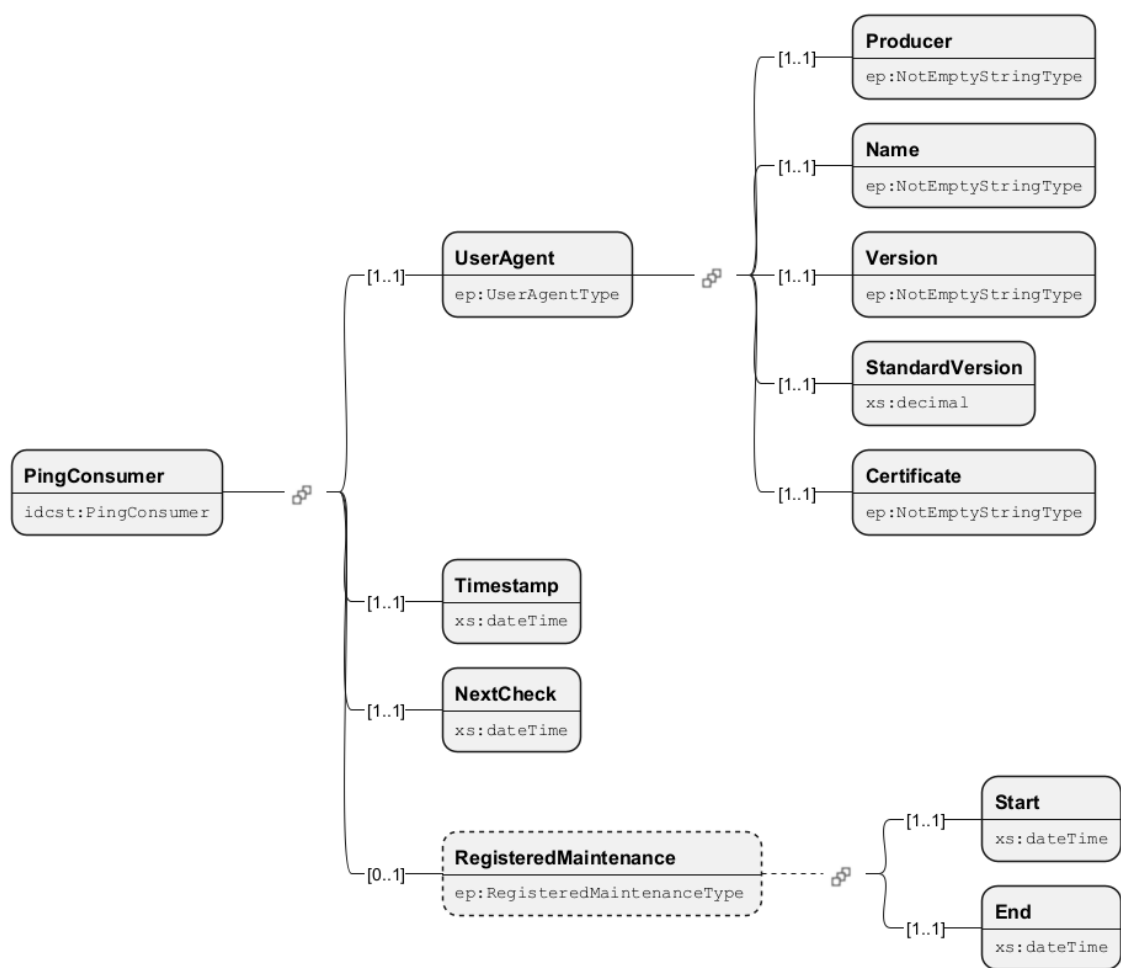 Producer
[1..1]
ep:NotEmptyStringType
Name
[1..1]
ep:NotEmptyStringType
UserAgent
[1..1]
ep:UserAgentType
Version
[1..1]
ep:NotEmptyStringType
StandardVersion
[1..1]
xs:decimal
PingConsumer
idcst:PingConsumer
Certificate
[1..1]
ep:NotEmptyStringType
Timestamp
[1..1]
xs:dateTime
NextCheck
[1..1]
xs:dateTime
RegisteredMaintenance
[0..1]
ep:RegisteredMaintenanceType
Start
[1..1]
xs:dateTime
End
[1..1]
xs:dateTime